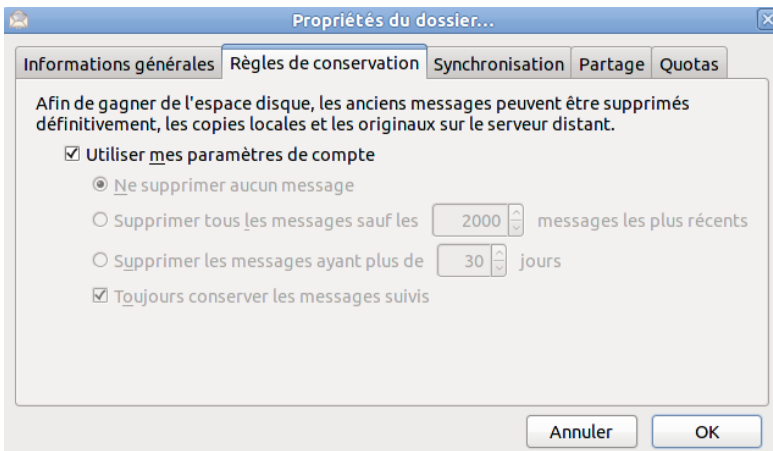 Propriétés du dossier...
Informations générales Règles de conservation Synchronisation Partage Quotas
Afin de gagner de l'espace disque, les anciens messages peuvent être supprimés
définitivement, les copies locales et les originaux sur le serveur distant.
Utiliser mes paramètres de compte
Ne supprimer aucun message
Supprimer tous les messages sauf les 2000 messages les plus récents
Supprimer les messages ayant plus de 30 jours
Toujours conserver les messages suivis
Annuler OK